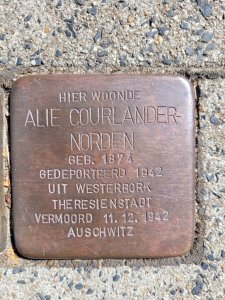 HIER WOONDE
ALIE COURLANDER-
NORDEN
GEB. 1874
GEDEPORTEERD 1942
UIT WESTERBORK
THERESIENSTADT
VERMOORD 11.12.1942
AUSCHWITZ